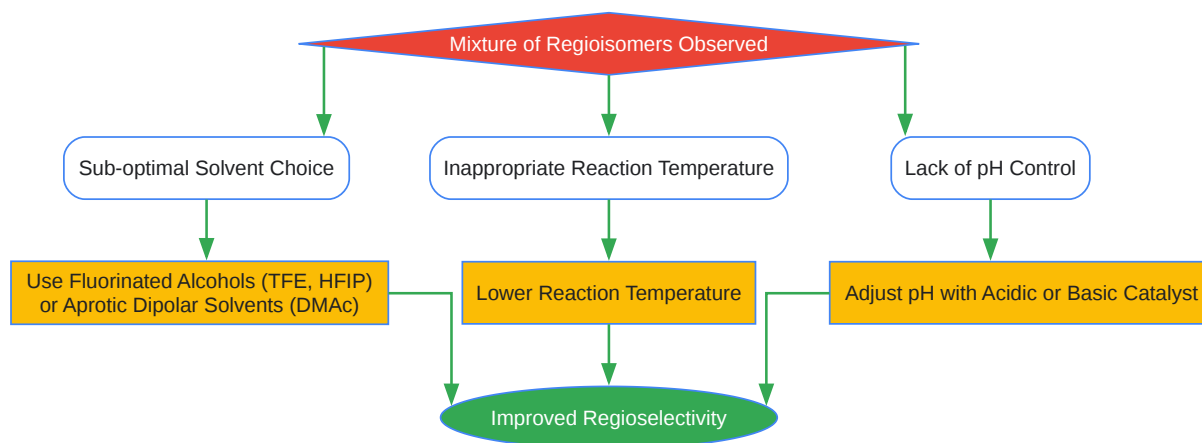 Mixture of Regioisomers Observed
Sub-optimal Solvent Choice
Inappropriate Reaction Temperature
Lack of pH Control
Use Fluorinated Alcohols (TFE, HFIP)
or Aprotic Dipolar Solvents (DMAc)
Lower Reaction Temperature
Adjust pH with Acidic or Basic Catalyst
Improved Regioselectivity